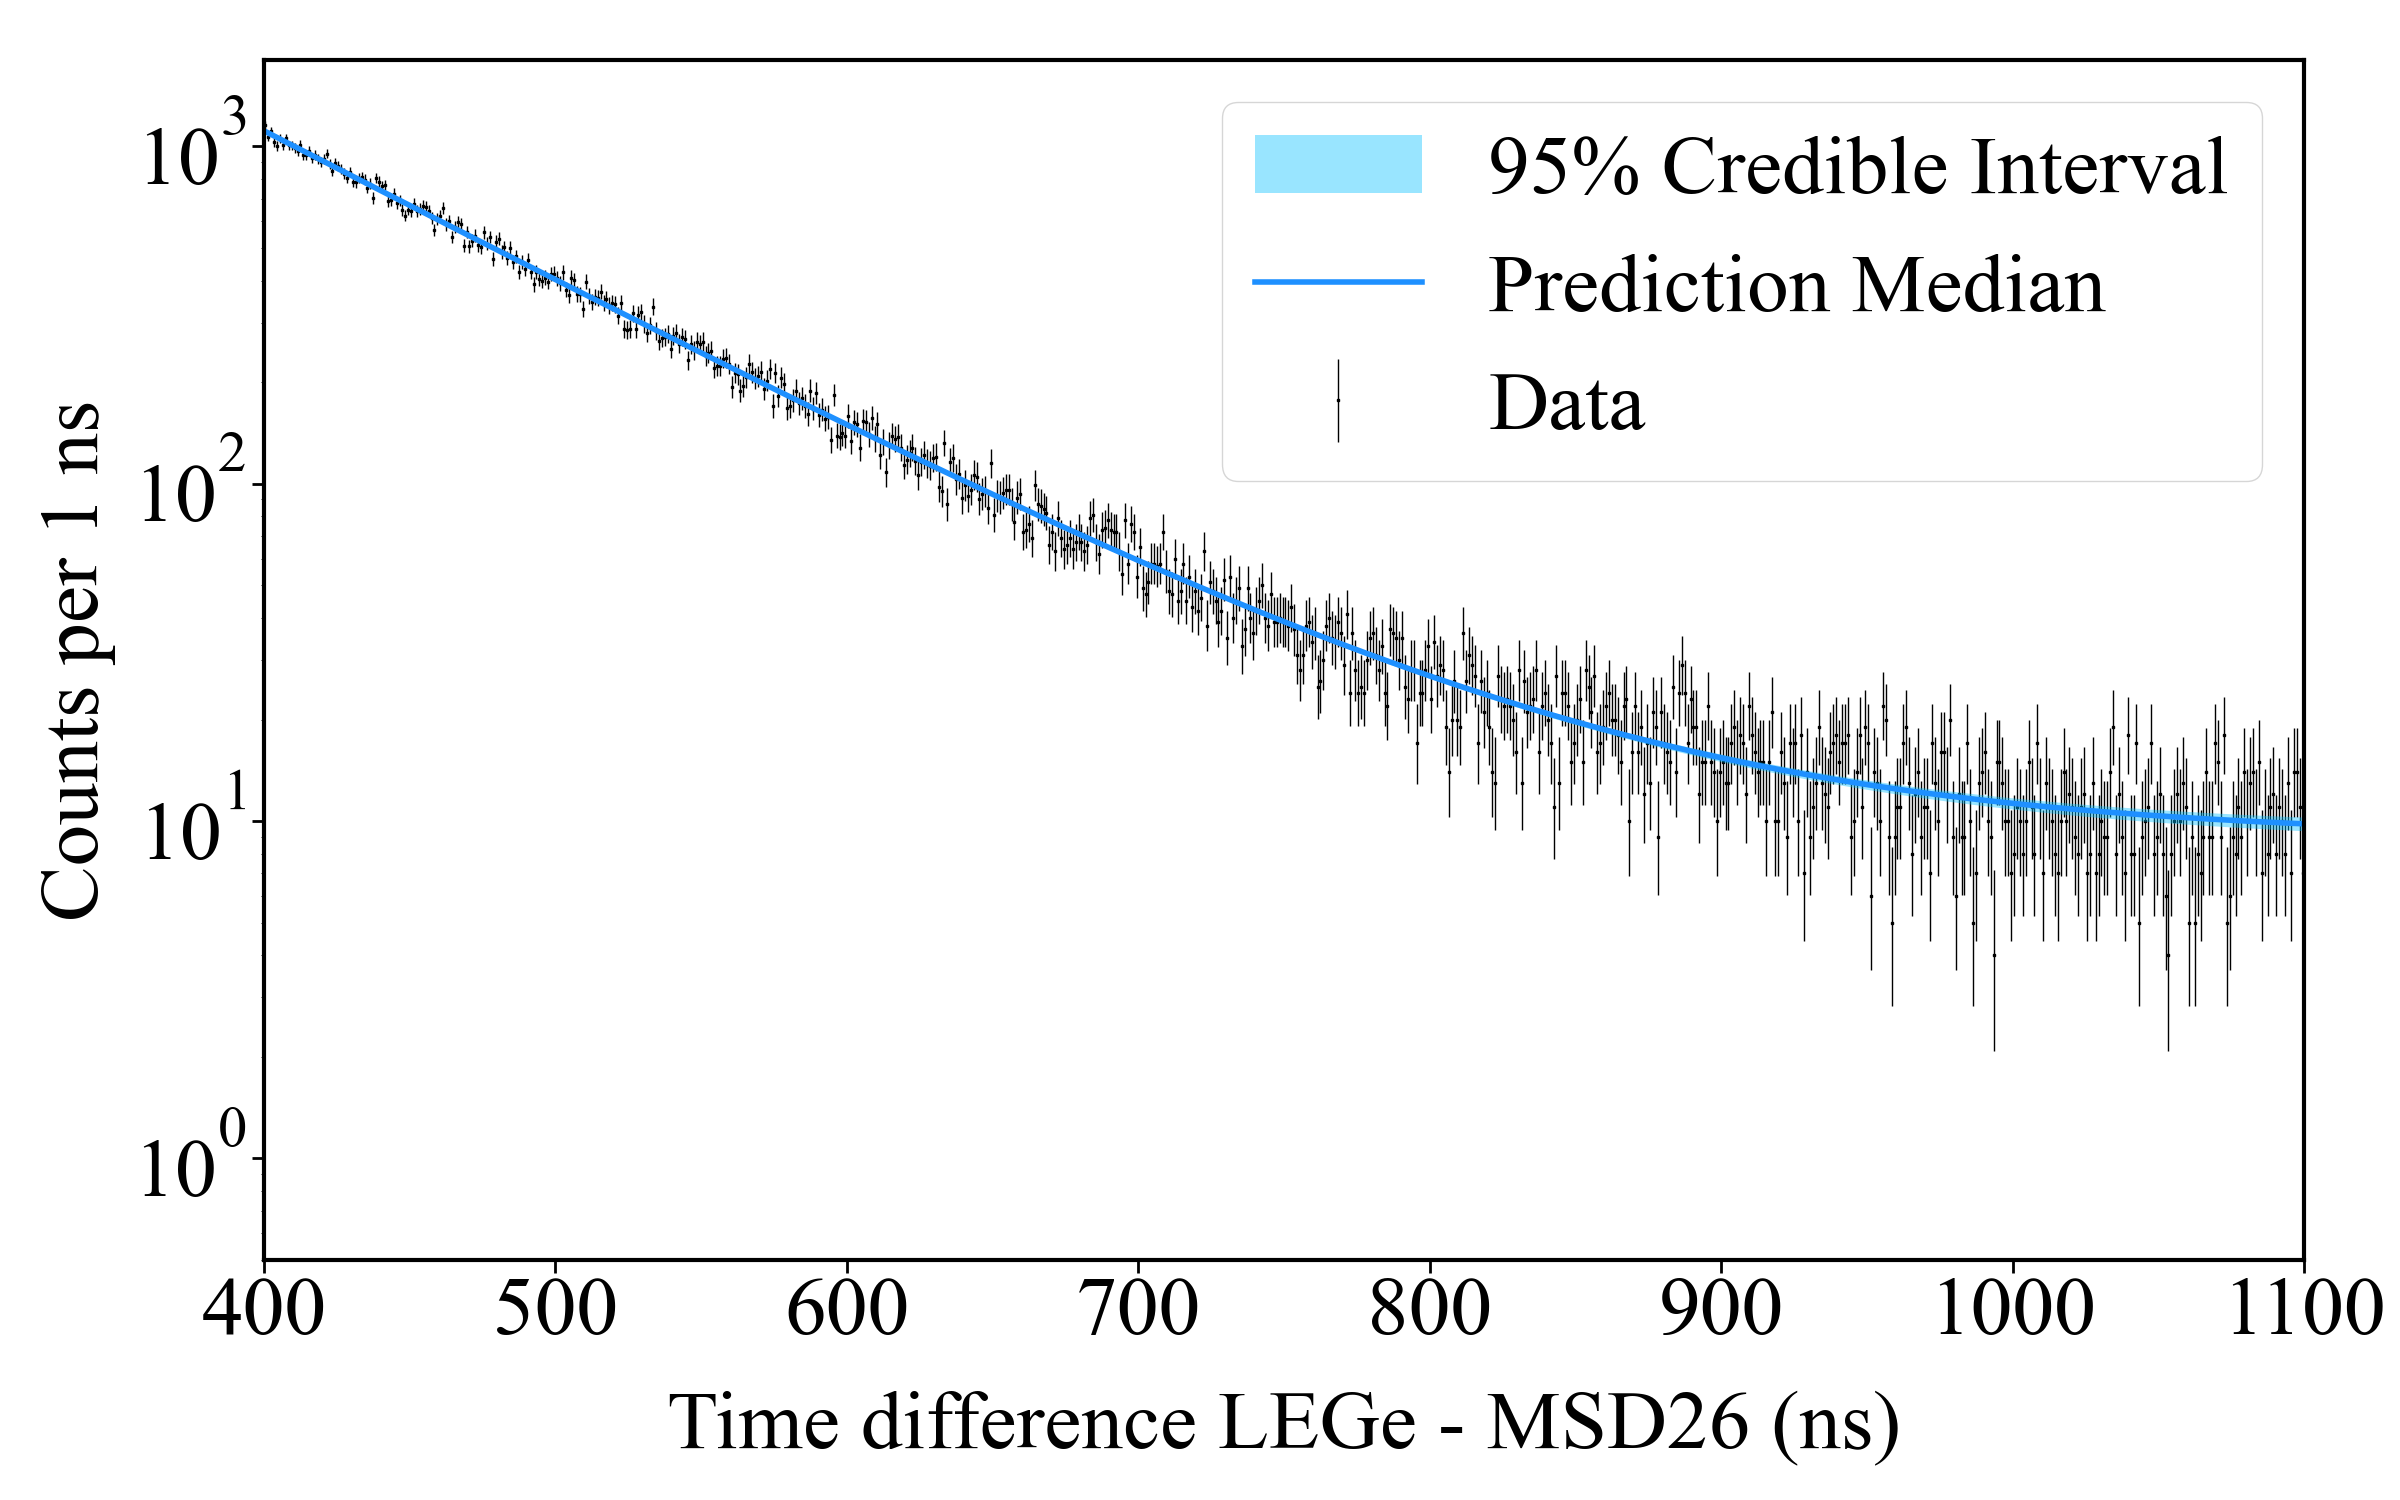 95% Credible Interval
Prediction Median
Data
Counts per 1 ns
10^3
10^2
10^1
10^0
400 500 600 700 800 900 1000 1100
Time difference LEGe - MSD26 (ns)